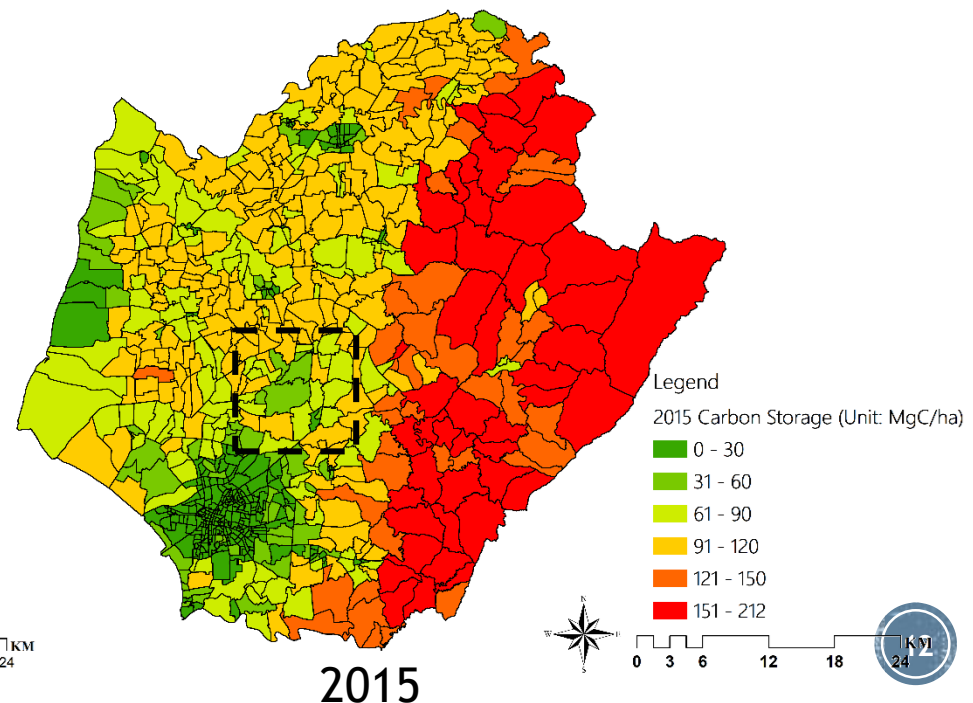 Legend
2015 Carbon Storage (Unit: MgC/ha)
0 - 30
31 - 60
61 - 90
91 - 120
121 - 150
151 - 212
N
W E
S
KM
24
KM
0 3 6 12 18 24
12
2015